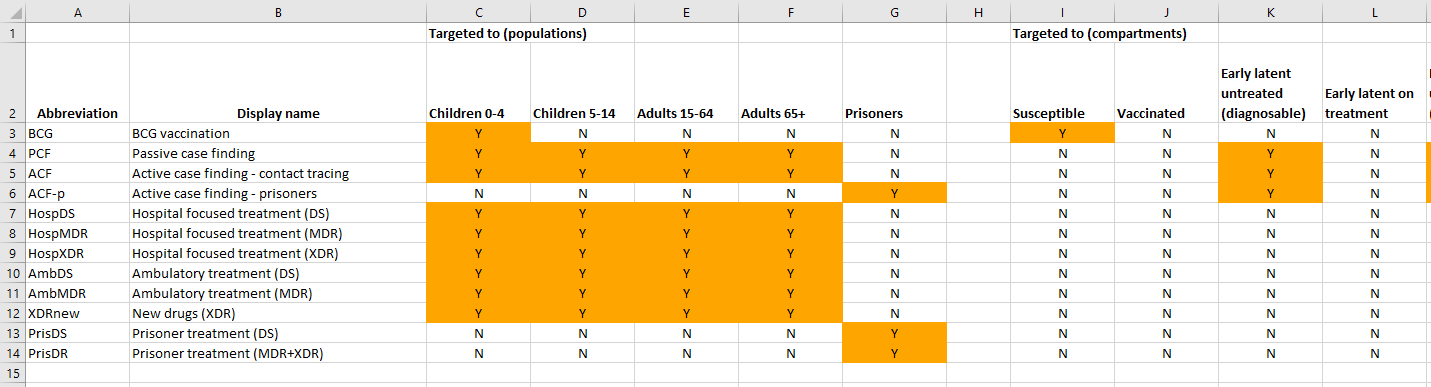 A B C D E F G H I J K L
1 Targeted to (populations) Targeted to (compartments)
2 Abbreviation Display name Children 0-4 Children 5-14 Adults 15-64 Adults 65+ Prisoners Susceptible Vaccinated Early latent untreated (diagnosable) Early latent on treatment
3 BCG BCG vaccination Y N N N N Y N N N
4 PCF Passive case finding Y Y Y Y N N N Y N
5 ACF Active case finding - contact tracing Y Y Y Y N N N Y N
6 ACF-p Active case finding - prisoners N N N N Y N N Y N
7 HospDS Hospital focused treatment (DS) Y Y Y Y N N N N N
8 HospMDR Hospital focused treatment (MDR) Y Y Y Y N N N N N
9 HospXDR Hospital focused treatment (XDR) Y Y Y Y N N N N N
10 AmbDS Ambulatory treatment (DS) Y Y Y Y N N N N N
11 AmbMDR Ambulatory treatment (MDR) Y Y Y Y N N N N N
12 XDRnew New drugs (XDR) Y Y Y Y N N N N N
13 PrisDS Prisoner treatment (DS) N N N N Y N N N N
14 PrisDR Prisoner treatment (MDR+XDR) N N N N Y N N N N
15